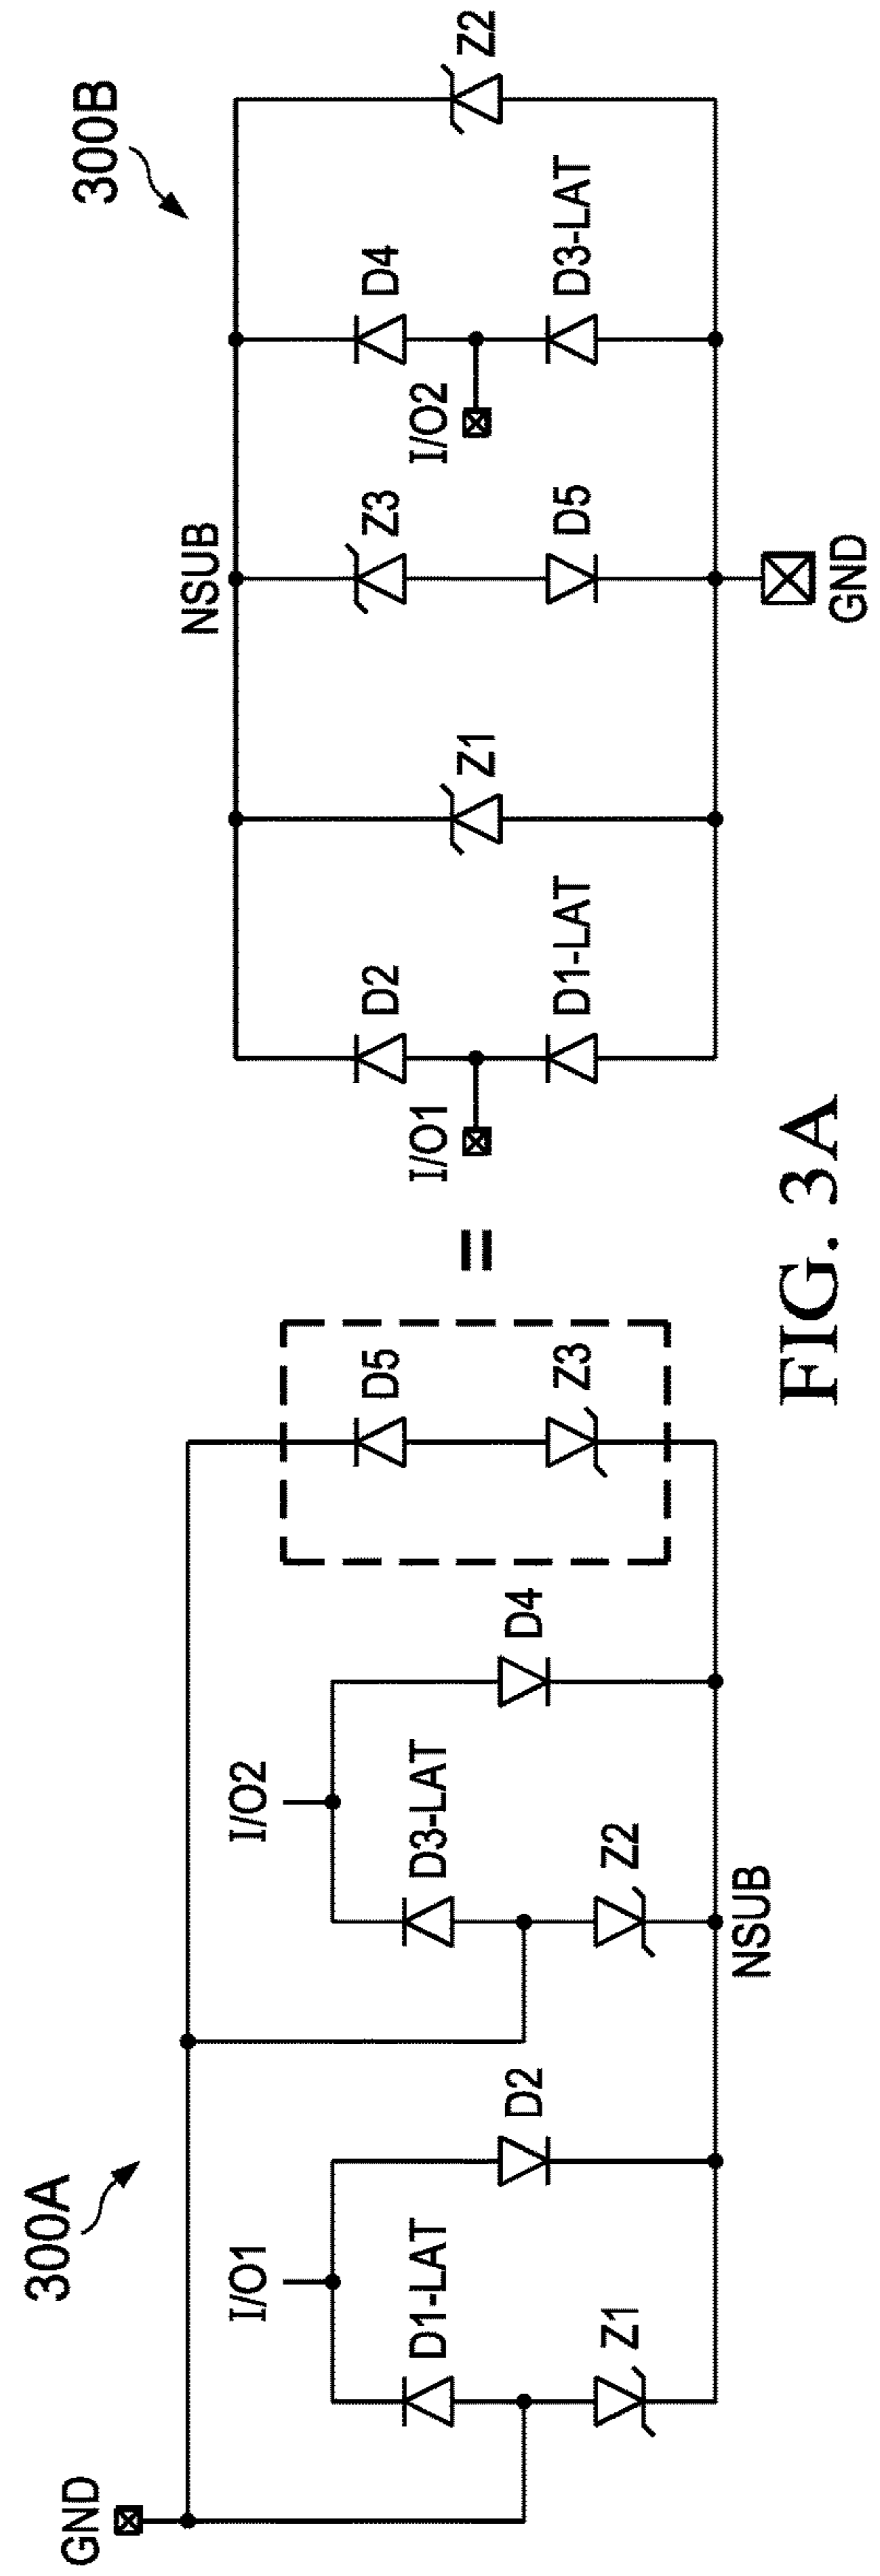 300A
GND
I/O1
D1-LAT
D2
Z1
I/O2
D3-LAT
D4
Z2
NSUB
D5
Z3
=
300B
NSUB
I/O1
D2
D1-LAT
Z1
Z3
D5
I/O2
D4
D3-LAT
Z2
GND
FIG. 3A